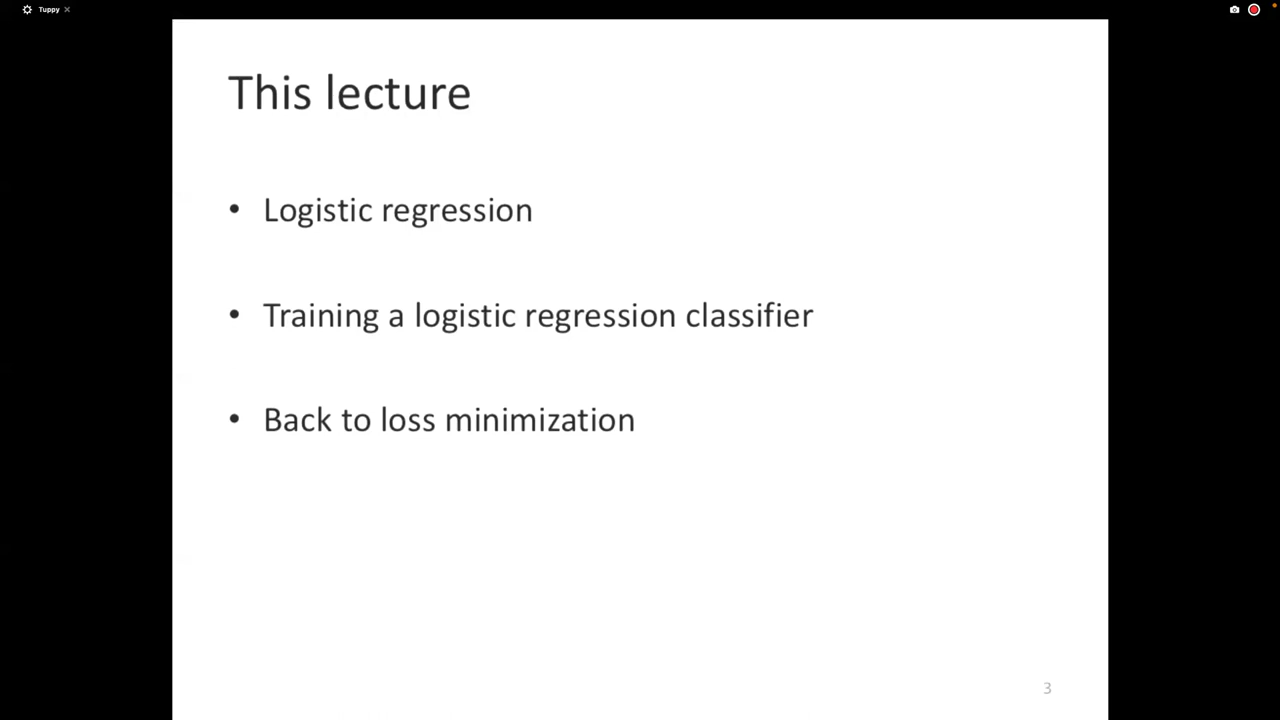 Tuppy
This lecture
• Logistic regression
• Training a logistic regression classifier
• Back to loss minimization
3